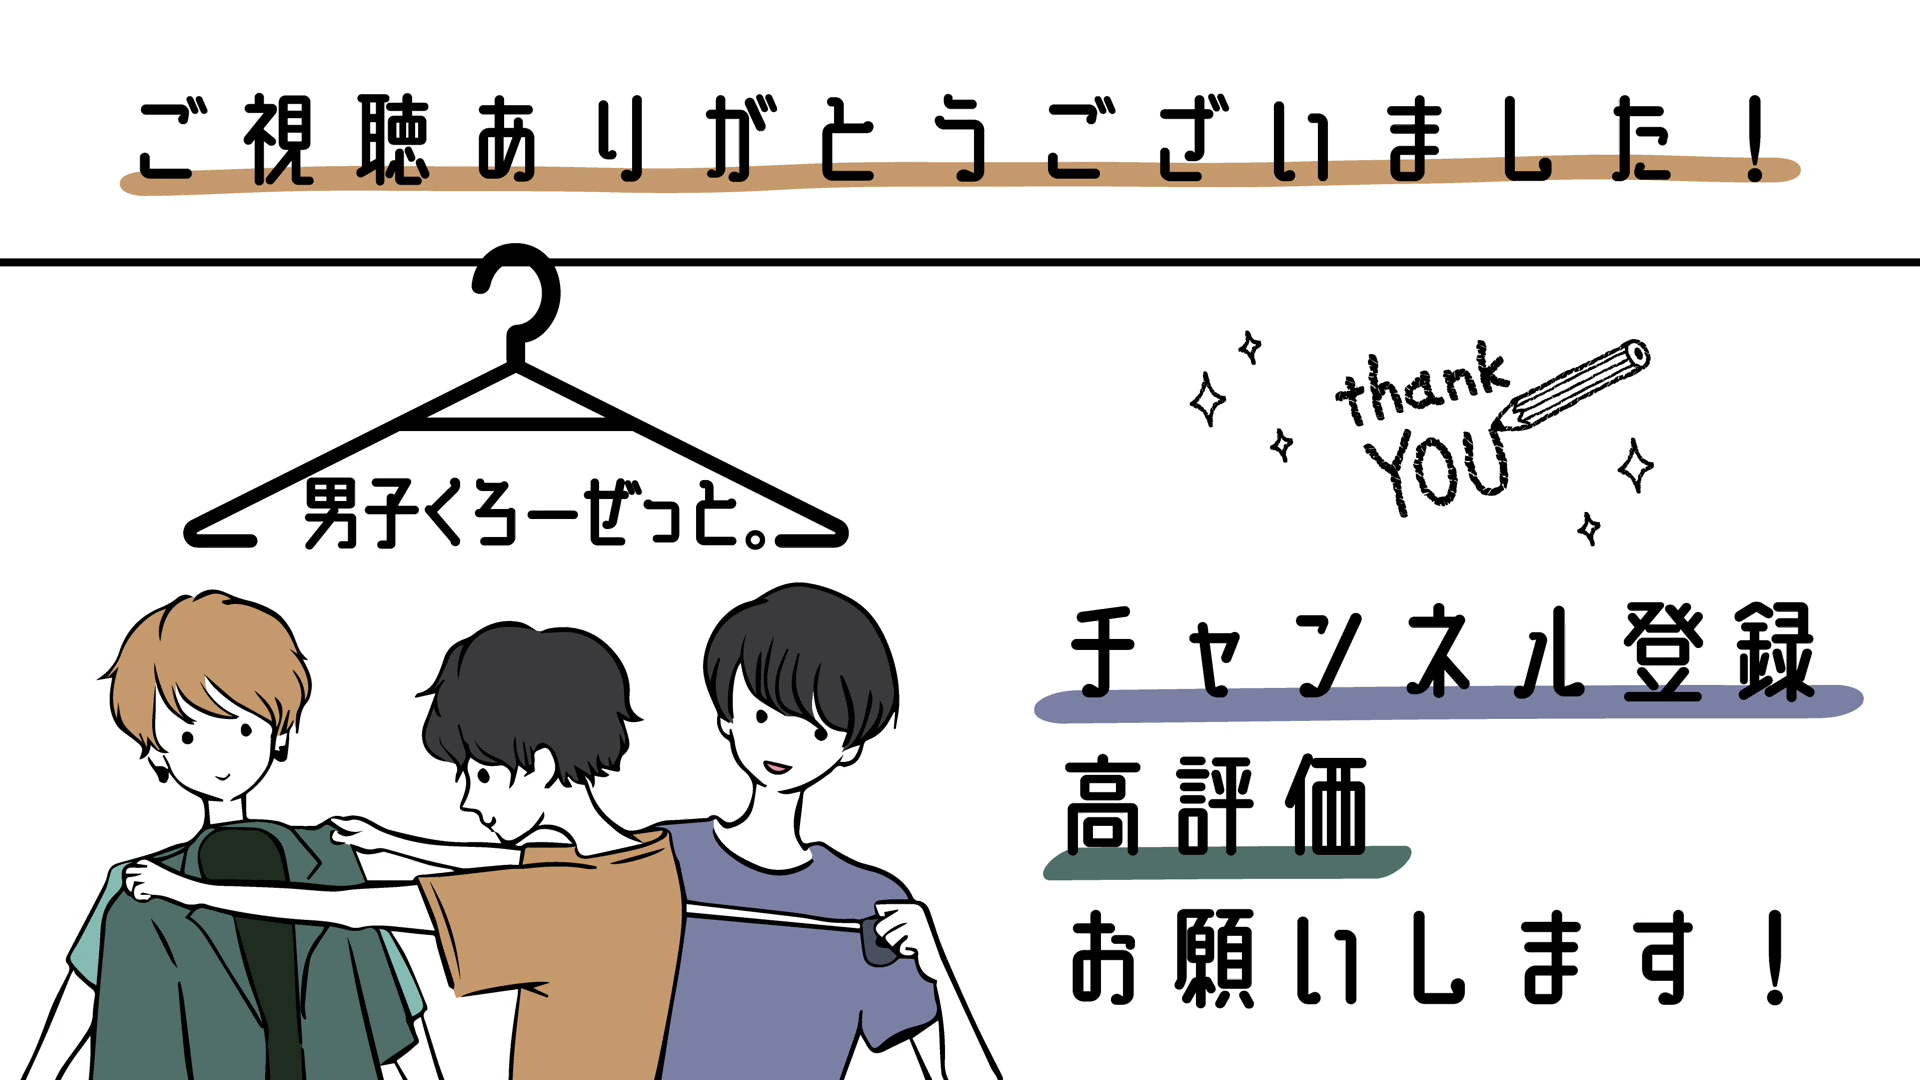 ご視聴ありがとうございました！
男子くろーぜっと。
thank
YOU
チャンネル登録
高評価
お願いします！